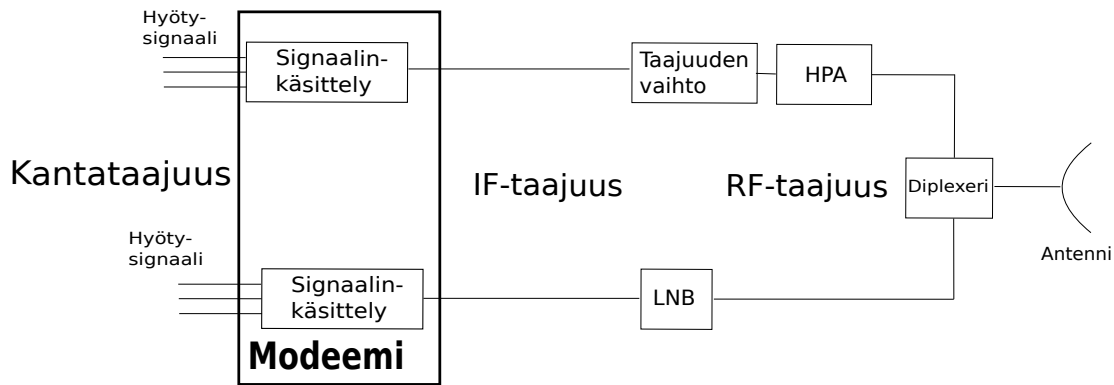 Hyöty-
signaali
Signaalin-
käsittely
Taajuuden
vaihto
HPA
Kantataajuus
IF-taajuus
RF-taajuus
Diplexeri
Antenni
Hyöty-
signaali
Signaalin-
käsittely
LNB
Modeemi